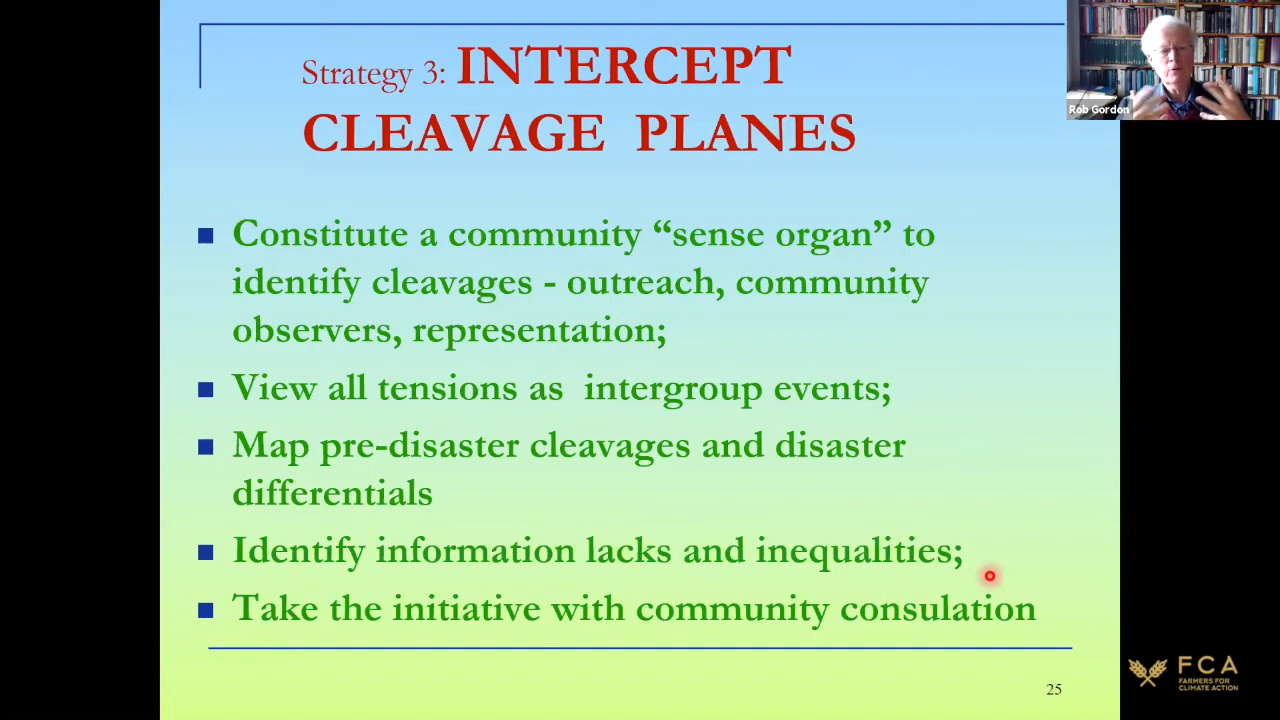 Strategy 3: INTERCEPT
CLEAVAGE PLANES
Rob Gordon
Constitute a community “sense organ” to
identify cleavages - outreach, community
observers, representation;
View all tensions as intergroup events;
Map pre-disaster cleavages and disaster
differentials
Identify information lacks and inequalities;
Take the initiative with community consulation
25
FCA
FARMERS FOR
CLIMATE ACTION